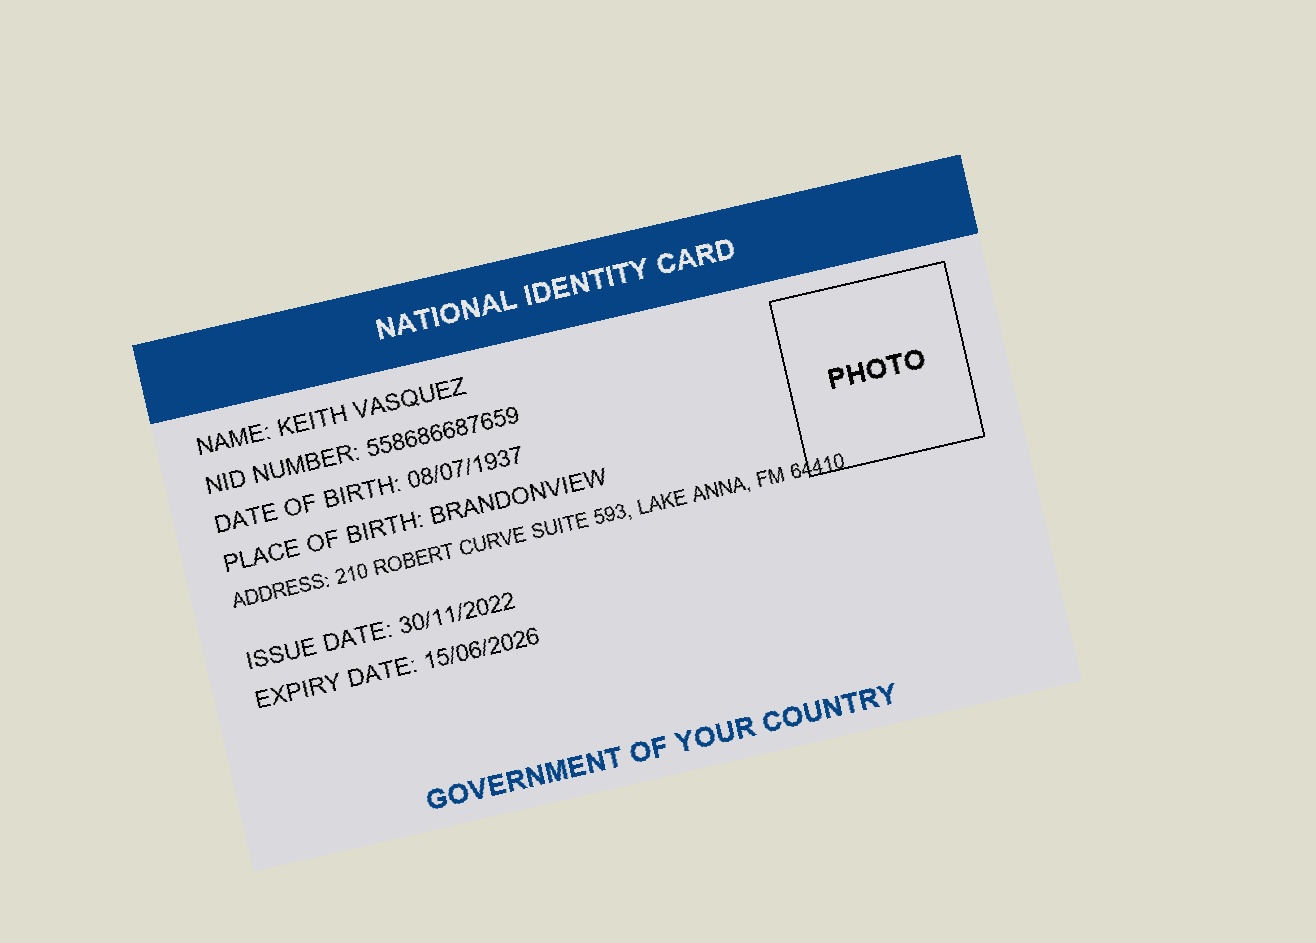 NATIONAL IDENTITY CARD
PHOTO
NAME: KEITH VASQUEZ
NID NUMBER: 558686687659
DATE OF BIRTH: 08/07/1937
PLACE OF BIRTH: BRANDONVIEW
ADDRESS: 210 ROBERT CURVE SUITE 593, LAKE ANNA, FM 64410
ISSUE DATE: 30/11/2022
EXPIRY DATE: 15/06/2026
GOVERNMENT OF YOUR COUNTRY